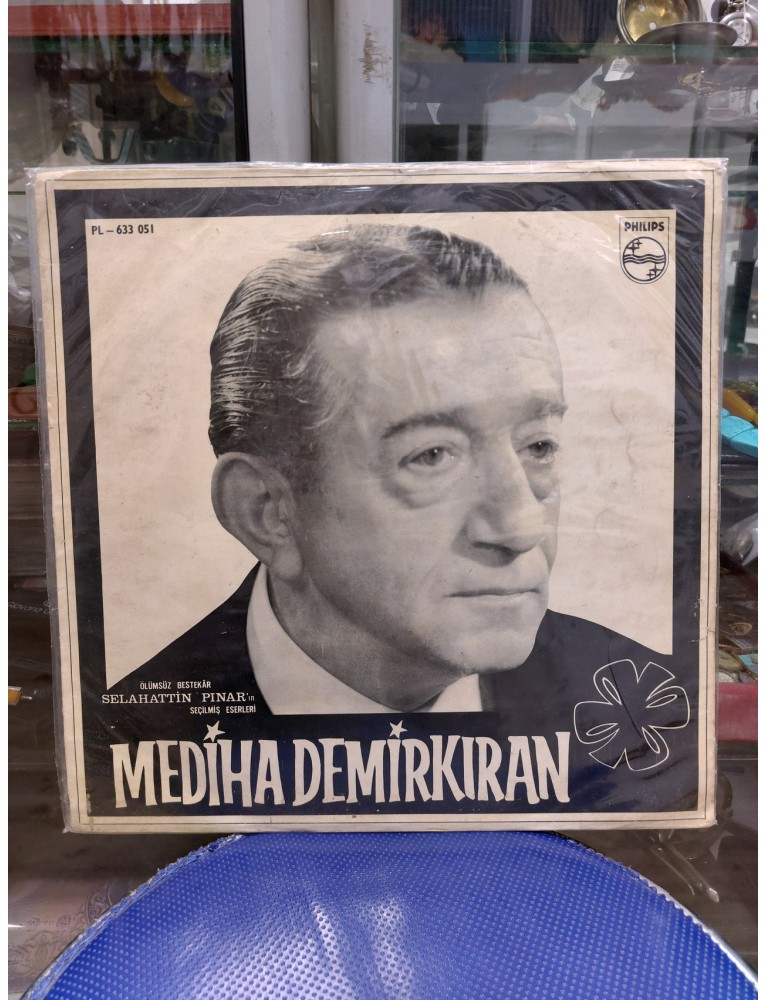 PL – 633 051
PHILIPS
ÖLÜMSÜZ BESTEKÂR
SELAHATTİN PINAR'ın
SEÇİLMİŞ ESERLERİ
MEDİHA DEMİRKIRAN